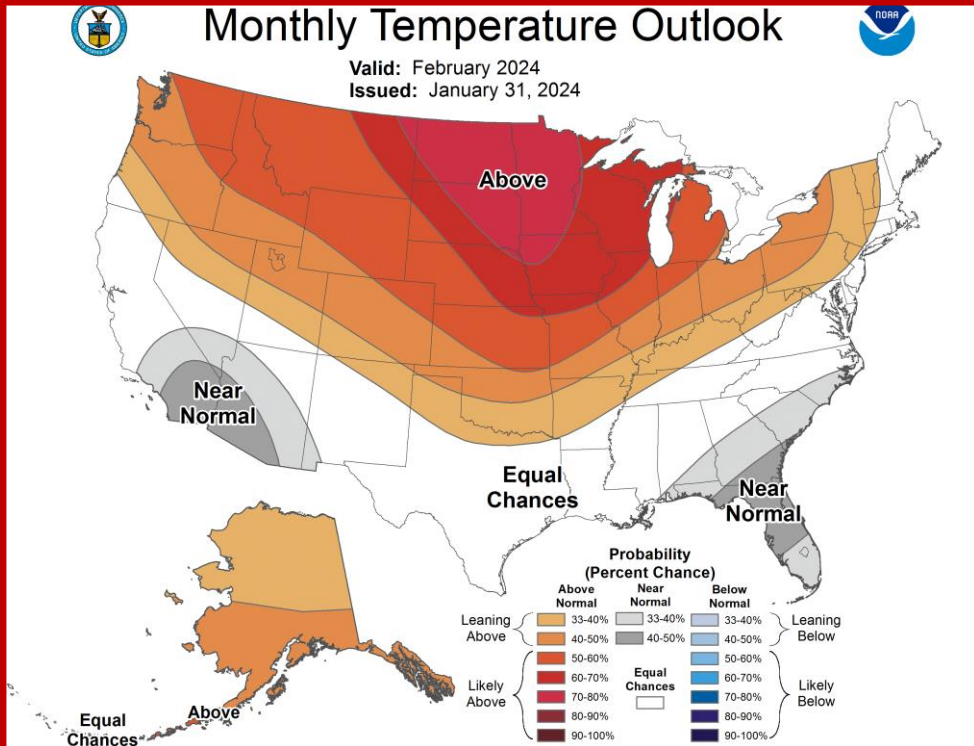 Monthly Temperature Outlook
NOAA
Valid: February 2024
Issued: January 31, 2024
Above
Near
Normal
Equal
Chances
Near
Normal
Above
Equal
Chances
Probability
(Percent Chance)
Above
Normal
Near
Normal
Below
Normal
Leaning
Above
33-40%
33-40%
33-40%
Leaning
Below
40-50%
40-50%
40-50%
Likely
Above
50-60%
50-60%
Likely
Below
60-70%
60-70%
Equal
Chances
70-80%
70-80%
80-90%
80-90%
90-100%
90-100%